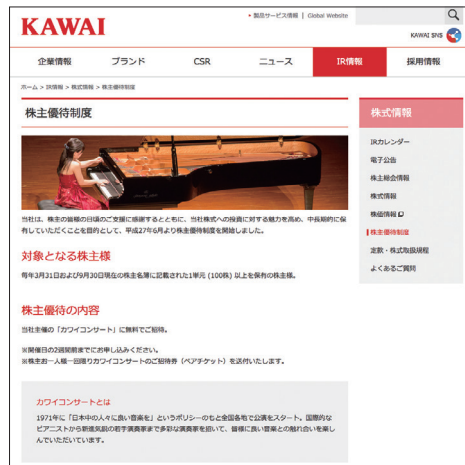 KAWAI
• 製品サービス情報 | Global Website
KAWAI SNS
企業情報 ブランド CSR ニュース IR情報 採用情報
ホーム > IR情報 > 株式情報 > 株主優待制度
株主優待制度
当社は、株主の皆様の日頃のご支援に感謝するとともに、当社株式への投資に対する魅力を高め、中長期的に保
有していただくことを目的として、平成27年6月より株主優待制度を開始しました。
対象となる株主様
毎年3月31日および9月30日現在の株主名簿に記載された1単元 (100株) 以上を保有の株主様。
株主優待の内容
当社主催の「カワイコンサート」に無料でご招待。
※開催日の2週間前までにお申し込みください。
※株主お一人様一回限りカワイコンサートのご招待券（ペアチケット）を送付いたします。
カワイコンサートとは
1971年に「日本中の人々に良い音楽を」というポリシーのもと全国各地で公演をスタート。国際的な
ピアニストから新進気鋭の若手演奏家まで多彩な演奏家を招いて、皆様に良い音楽との触れ合いを楽し
んでいただいています。
株式情報
IRカレンダー
電子公告
株主総会情報
株式情報
株価情報
株主優待制度
定款・株式取扱規程
よくあるご質問